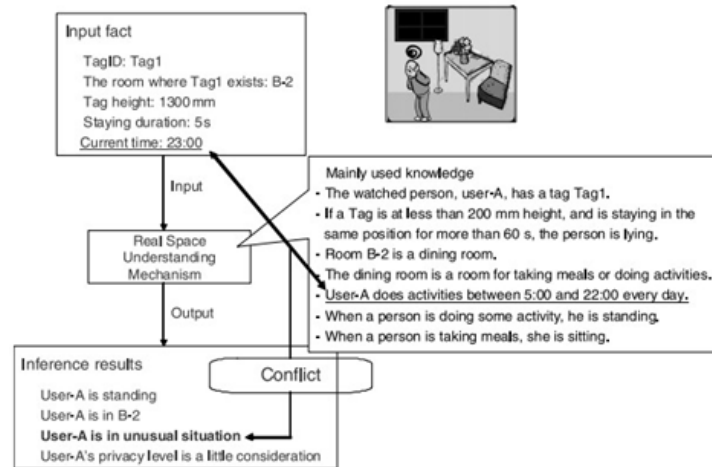 Input fact
TagID: Tag1
The room where Tag1 exists: B-2
Tag height: 1300 mm
Staying duration: 5 s
Current time: 23:00
Input
Mainly used knowledge
- The watched person, user-A, has a tag Tag1.
- If a Tag is at less than 200 mm height, and is staying in the
same position for more than 60 s, the person is lying.
- Room B-2 is a dining room.
- The dining room is a room for taking meals or doing activities.
- User-A does activities between 5:00 and 22:00 every day.
- When a person is doing some activity, he is standing.
- When a person is taking meals, she is sitting.
Real Space
Understanding
Mechanism
Output
Inference results
User-A is standing
User-A is in B-2
User-A is in unusual situation
User-A's privacy level is a little consideration
Conflict